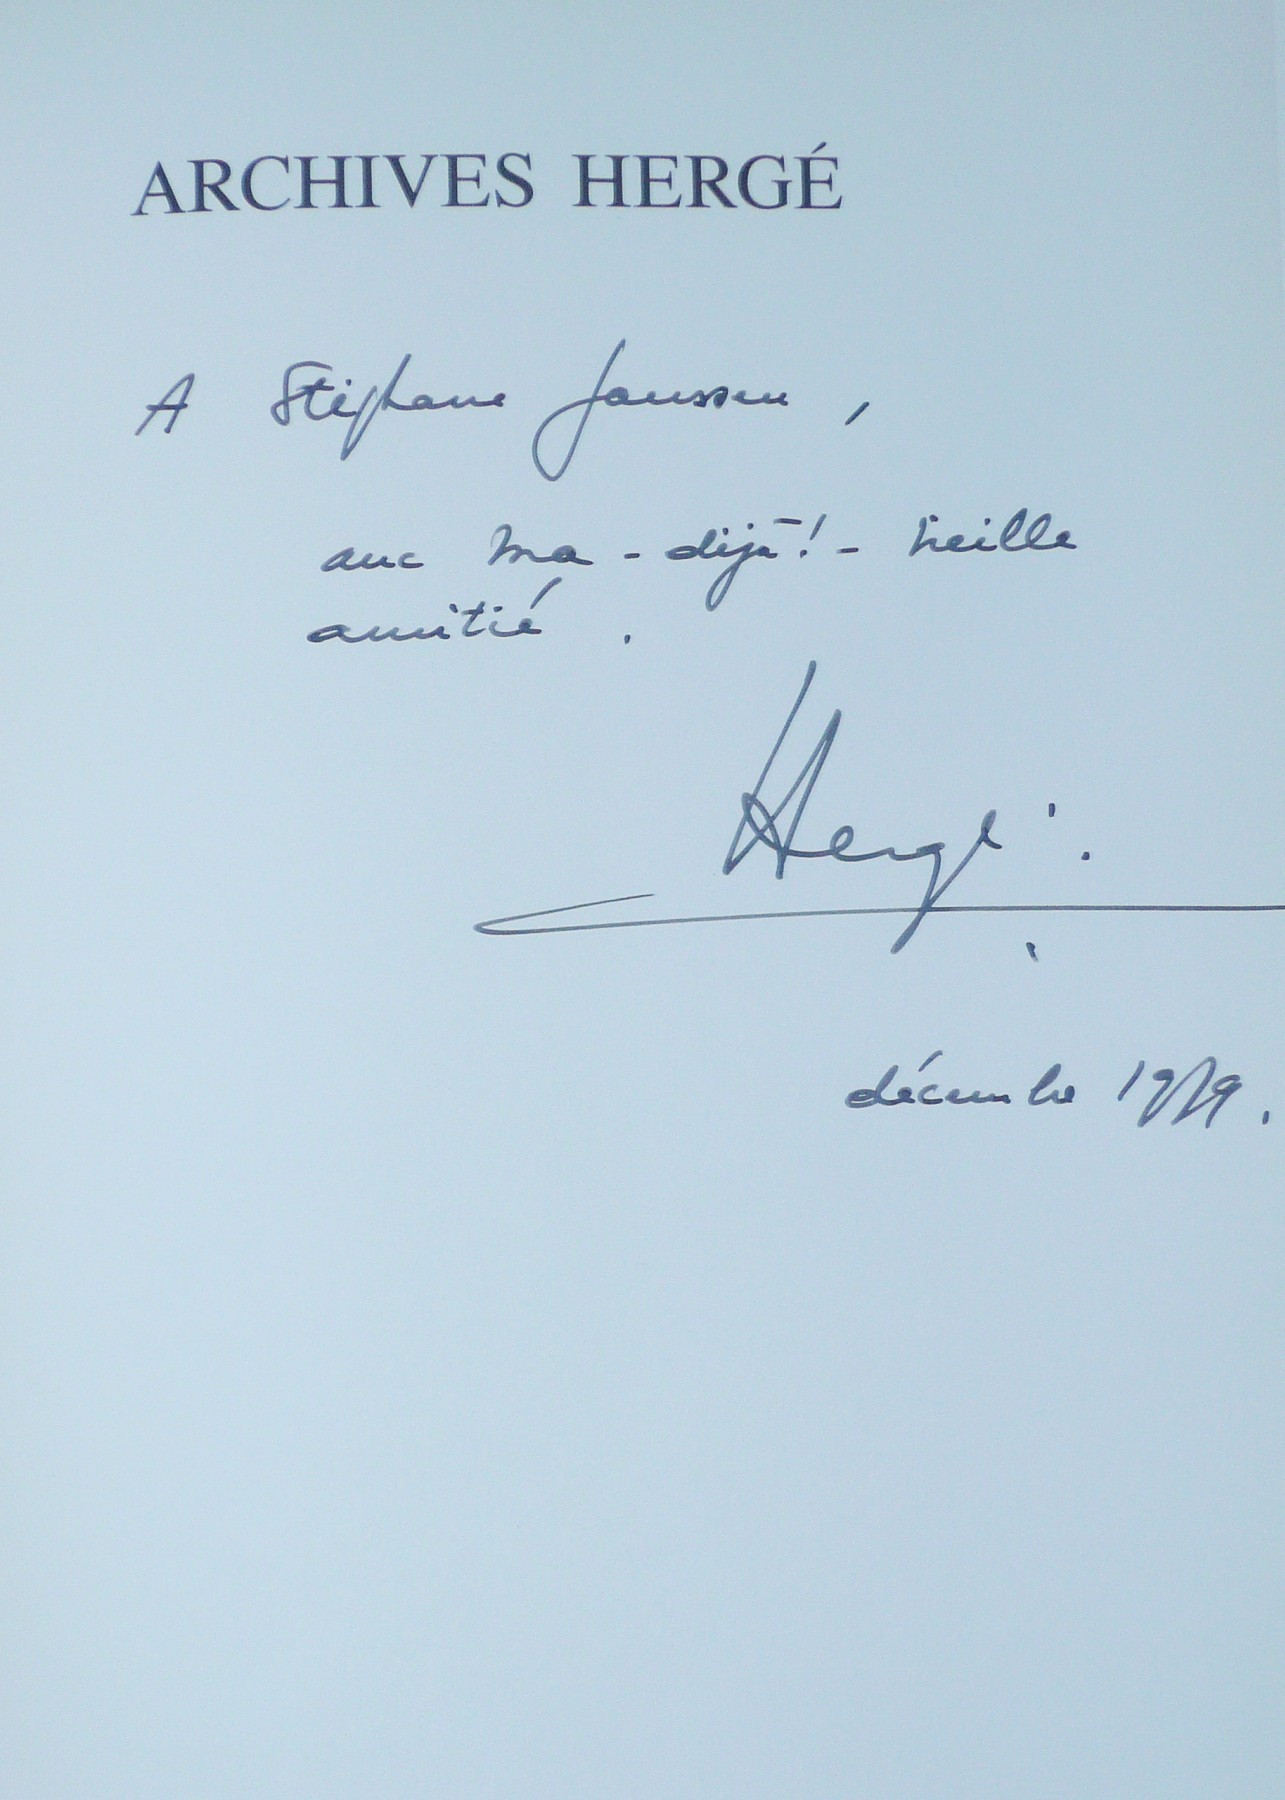 ARCHIVES HERGÉ
A Stéphane Janssen,
avec ma - déjà! - vieille
amitié.
Hergé
décembre 1979.